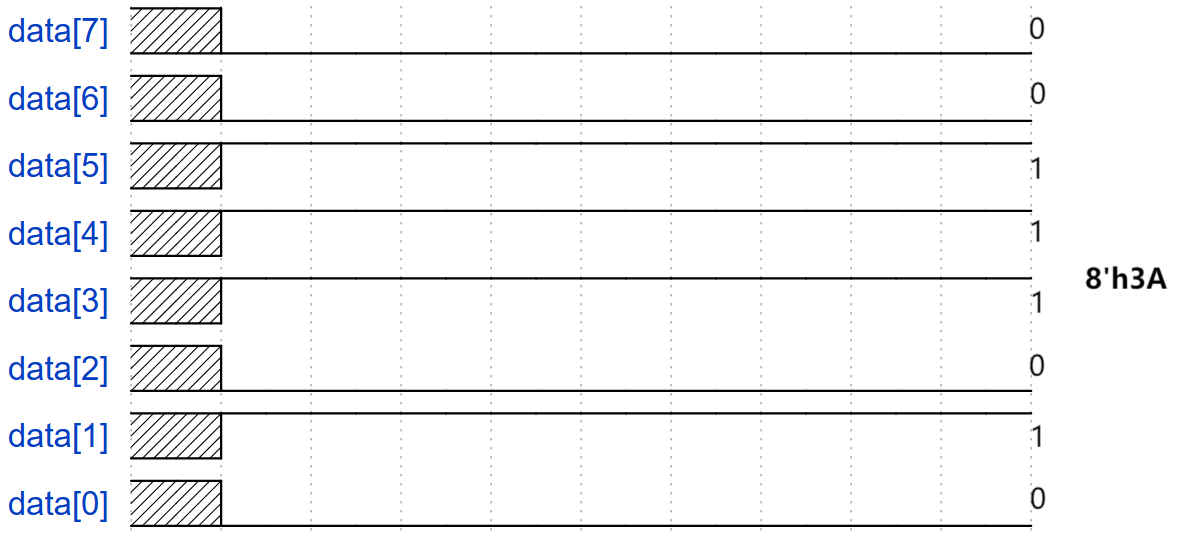 data[7] 0
data[6] 0
data[5] 1
data[4] 1
8'h3A
data[3] 1
data[2] 0
data[1] 1
data[0] 0